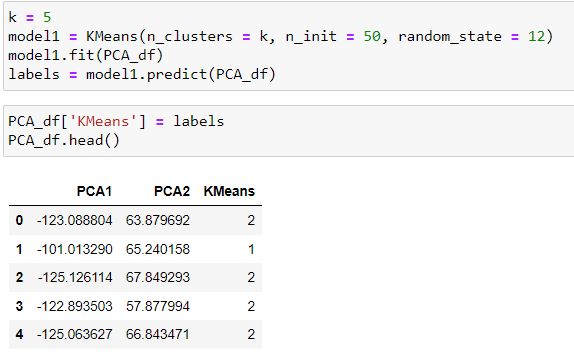 k = 5
model1 = KMeans(n_clusters = k, n_init = 50, random_state = 12)
model1.fit(PCA_df)
labels = model1.predict(PCA_df)
PCA_df['KMeans'] = labels
PCA_df.head()
PCA1 PCA2 KMeans
0 -123.088804 63.879692 2
1 -101.013290 65.240158 1
2 -125.126114 67.849293 2
3 -122.893503 57.877994 2
4 -125.063627 66.843471 2